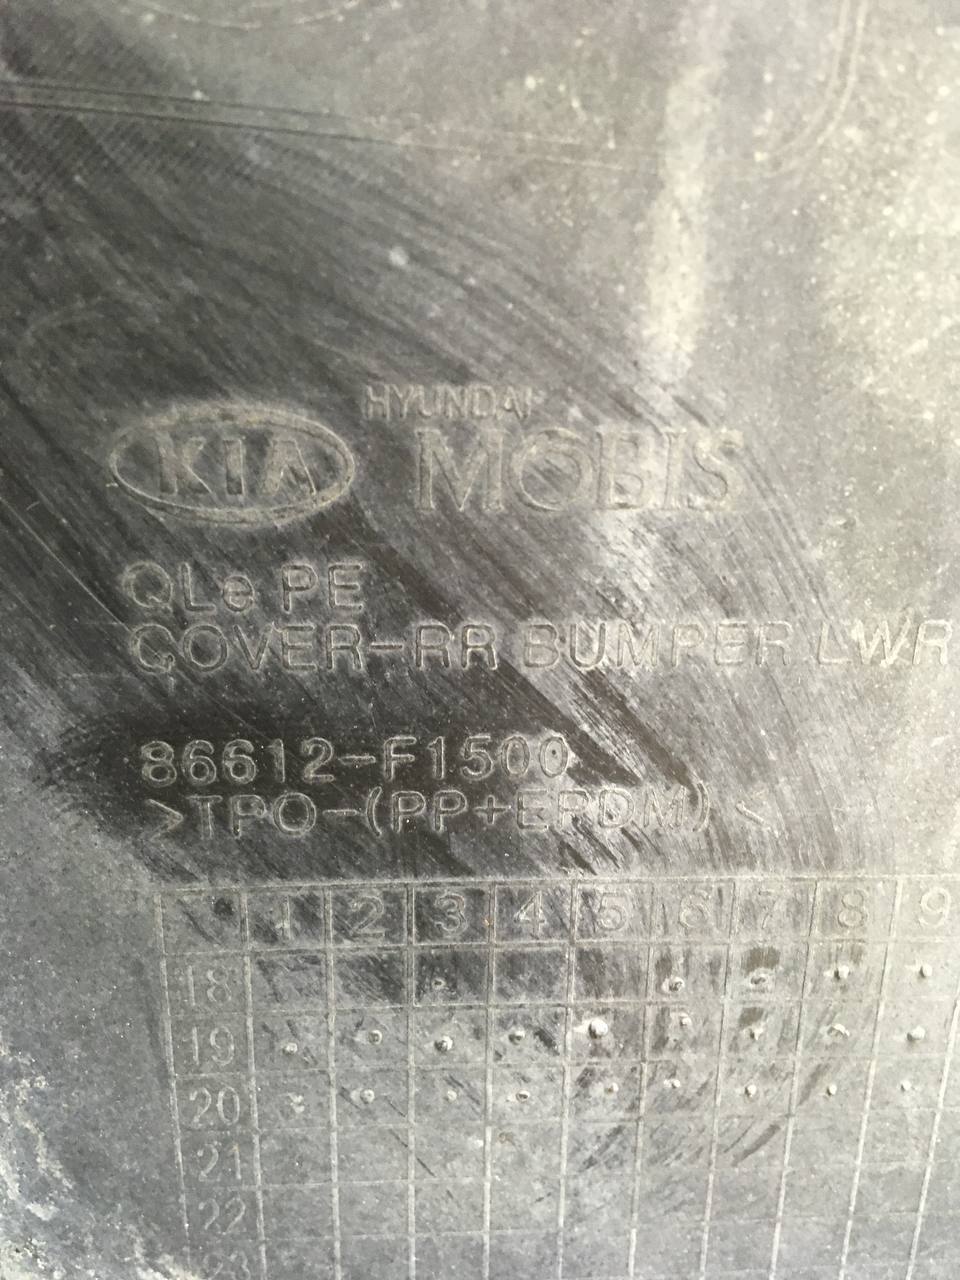 KIA
HYUNDAI
MOBIS
QLe PE
COVER-RR BUMPER LWR
86612-F1500
>TPO-(PP+EPDM)<
1 2 3 4 5 6 7 8 9
18
19
20
21
22
23